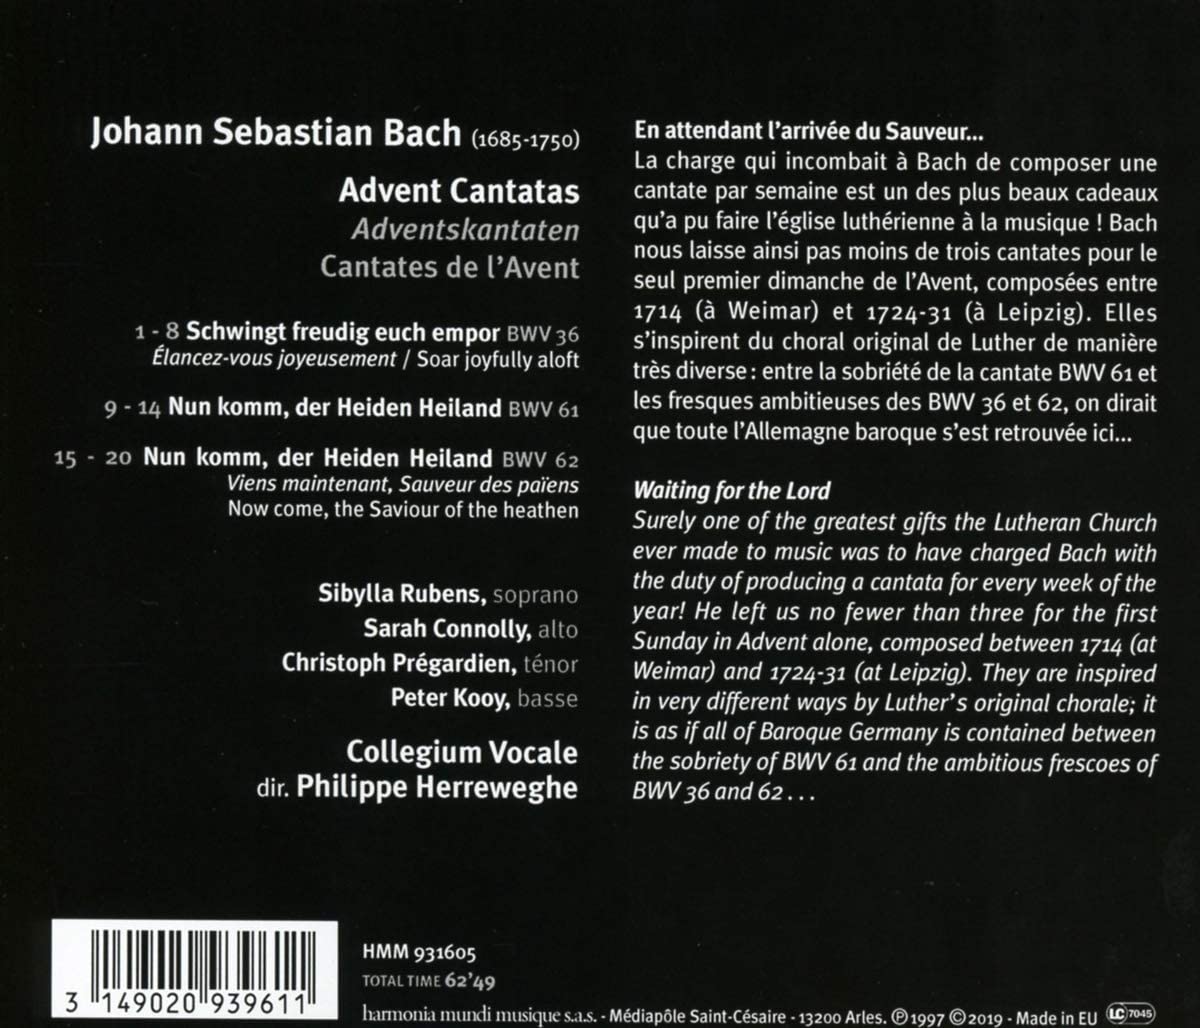 Johann Sebastian Bach (1685-1750)
Advent Cantatas
Adventskantaten
Cantates de l'Avent
1 - 8 Schwingt freudig euch empor BWV 36
Élancez-vous joyeusement / Soar joyfully aloft
9 - 14 Nun komm, der Heiden Heiland BWV 61
15 - 20 Nun komm, der Heiden Heiland BWV 62
Viens maintenant, Sauveur des païens
Now come, the Saviour of the heathen
Sibylla Rubens, soprano
Sarah Connolly, alto
Christoph Prégardien, ténor
Peter Kooy, basse
Collegium Vocale
dir. Philippe Herreweghe
En attendant l'arrivée du Sauveur...
La charge qui incombait à Bach de composer une
cantate par semaine est un des plus beaux cadeaux
qu'a pu faire l'église luthérienne à la musique ! Bach
nous laisse ainsi pas moins de trois cantates pour le
seul premier dimanche de l'Avent, composées entre
1714 (à Weimar) et 1724-31 (à Leipzig). Elles
s'inspirent du choral original de Luther de manière
très diverse : entre la sobriété de la cantate BWV 61 et
les fresques ambitieuses des BWV 36 et 62, on dirait
que toute l'Allemagne baroque s'est retrouvée ici...
Waiting for the Lord
Surely one of the greatest gifts the Lutheran Church
ever made to music was to have charged Bach with
the duty of producing a cantata for every week of the
year! He left us no fewer than three for the first
Sunday in Advent alone, composed between 1714 (at
Weimar) and 1724-31 (at Leipzig). They are inspired
in very different ways by Luther's original chorale; it
is as if all of Baroque Germany is contained between
the sobriety of BWV 61 and the ambitious frescoes of
BWV 36 and 62...
3 149020 939611
HMM 931605
TOTAL TIME 62'49
harmonia mundi musique s.a.s. - Médiapôle Saint-Césaire - 13200 Arles. ℗1997 ©2019 - Made in EU LC 7045